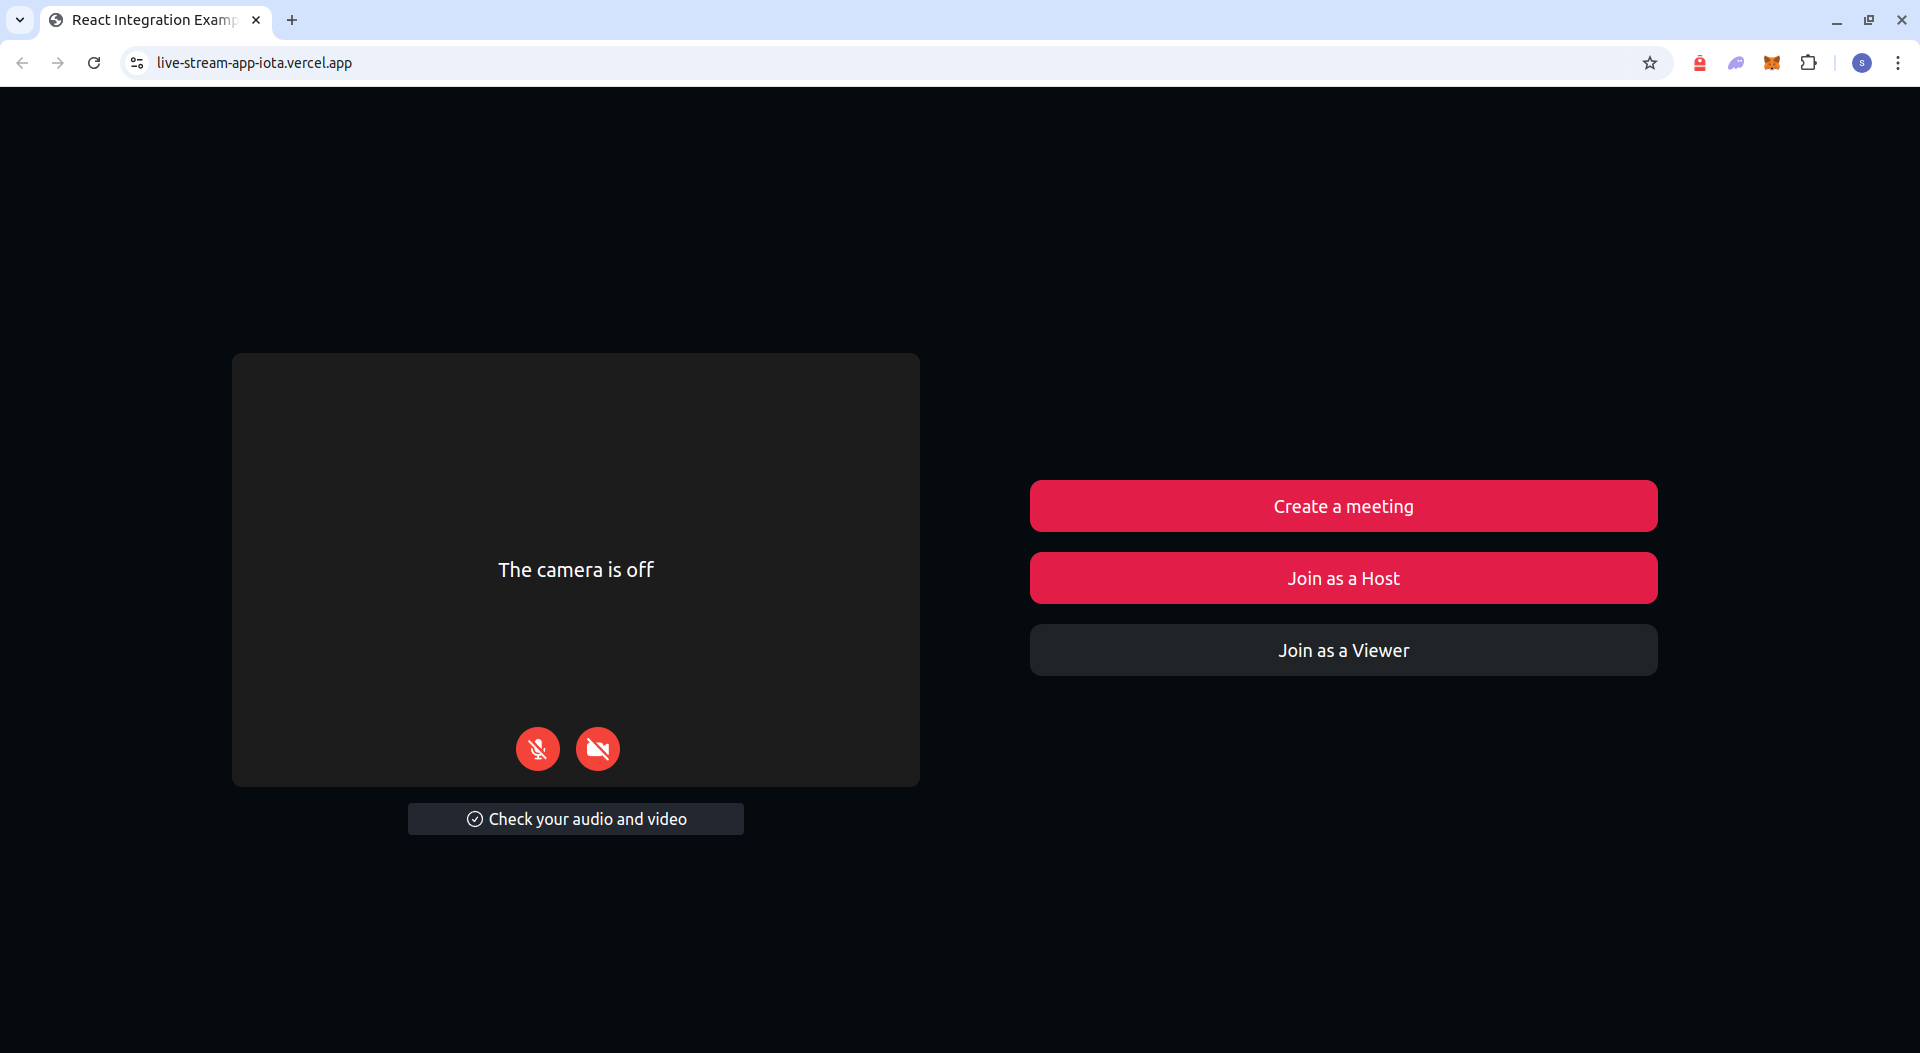 React Integration Examp
live-stream-app-iota.vercel.app
S
The camera is off
Check your audio and video
Create a meeting
Join as a Host
Join as a Viewer